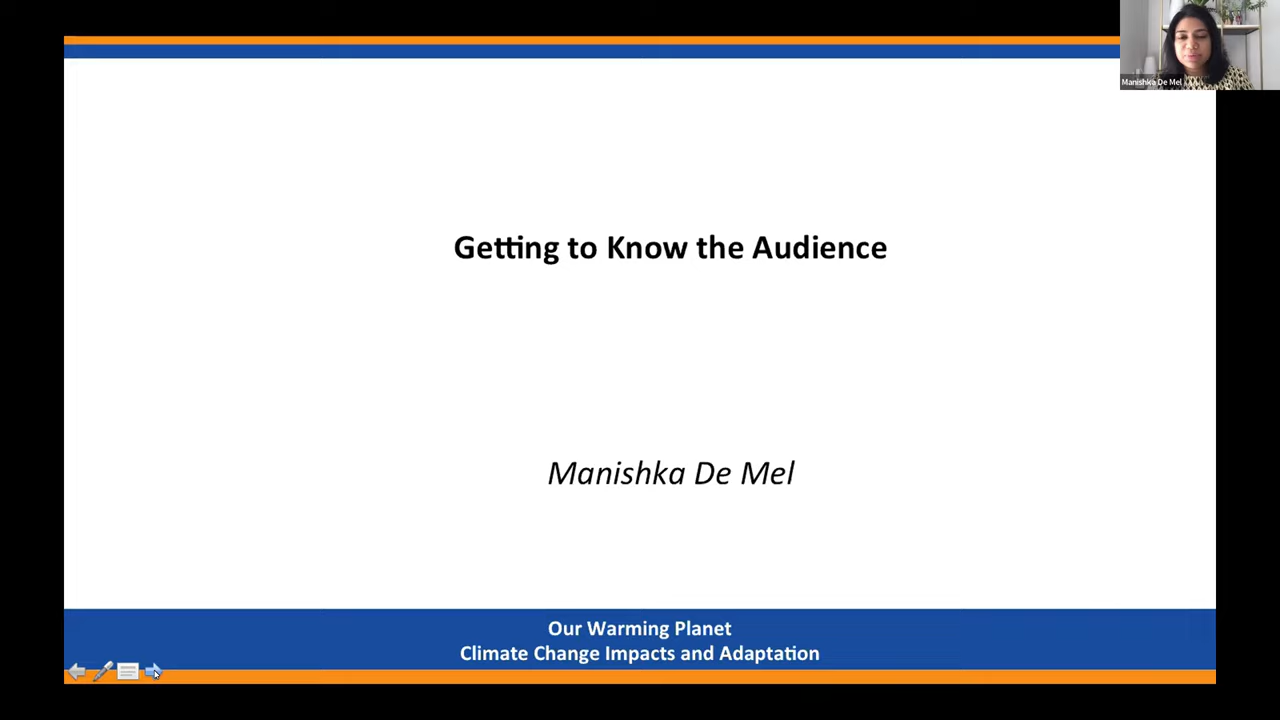 Manishka De Mel
Getting to Know the Audience
Manishka De Mel
Our Warming Planet
Climate Change Impacts and Adaptation